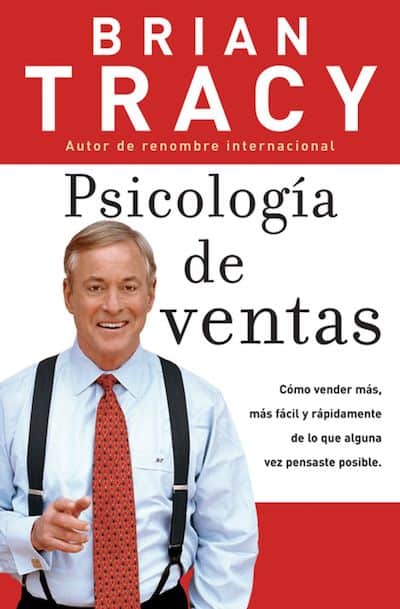 BRIAN
TRACY
Autor de renombre internacional
Psicología
de
ventas
Cómo vender más,
más fácil y rápidamente
de lo que alguna
vez pensaste posible.